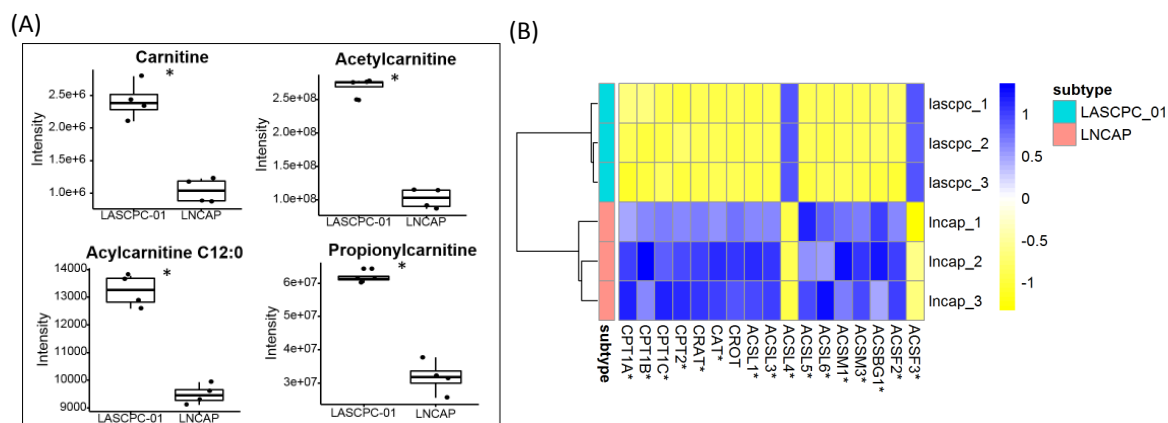 (A)
Carnitine
*
2.5e+6
2.0e+6
1.0e+6
Intensity
LASCPC-01 LNCAP
Acetylcarnitine
*
2.5e+08
2.0e+08
1.5e+08
1.0e+08
Intensity
LASCPC-01 LNCAP
Acylcarnitine C12:0
*
14000
13000
12000
11000
10000
9000
Intensity
LASCPC-01 LNCAP
Propionylcarnitine
*
6e+07
5e+07
4e+07
3e+07
Intensity
LASCPC-01 LNCAP
(B)
lascpc_1
lascpc_2
lascpc_3
lncap_1
lncap_2
lncap_3
subtype
CPT1A*
CPT1B*
CPT1C*
CPT2*
CRAT*
CAT*
CROT
ACSL1*
ACSL3*
ACSL4*
ACSL5*
ACSL6*
ACSM1*
ACSM3*
ACSBG1*
ACSF2*
ACSF3*
1
0.5
0
-0.5
-1
subtype
LASCPC_01
LNCAP